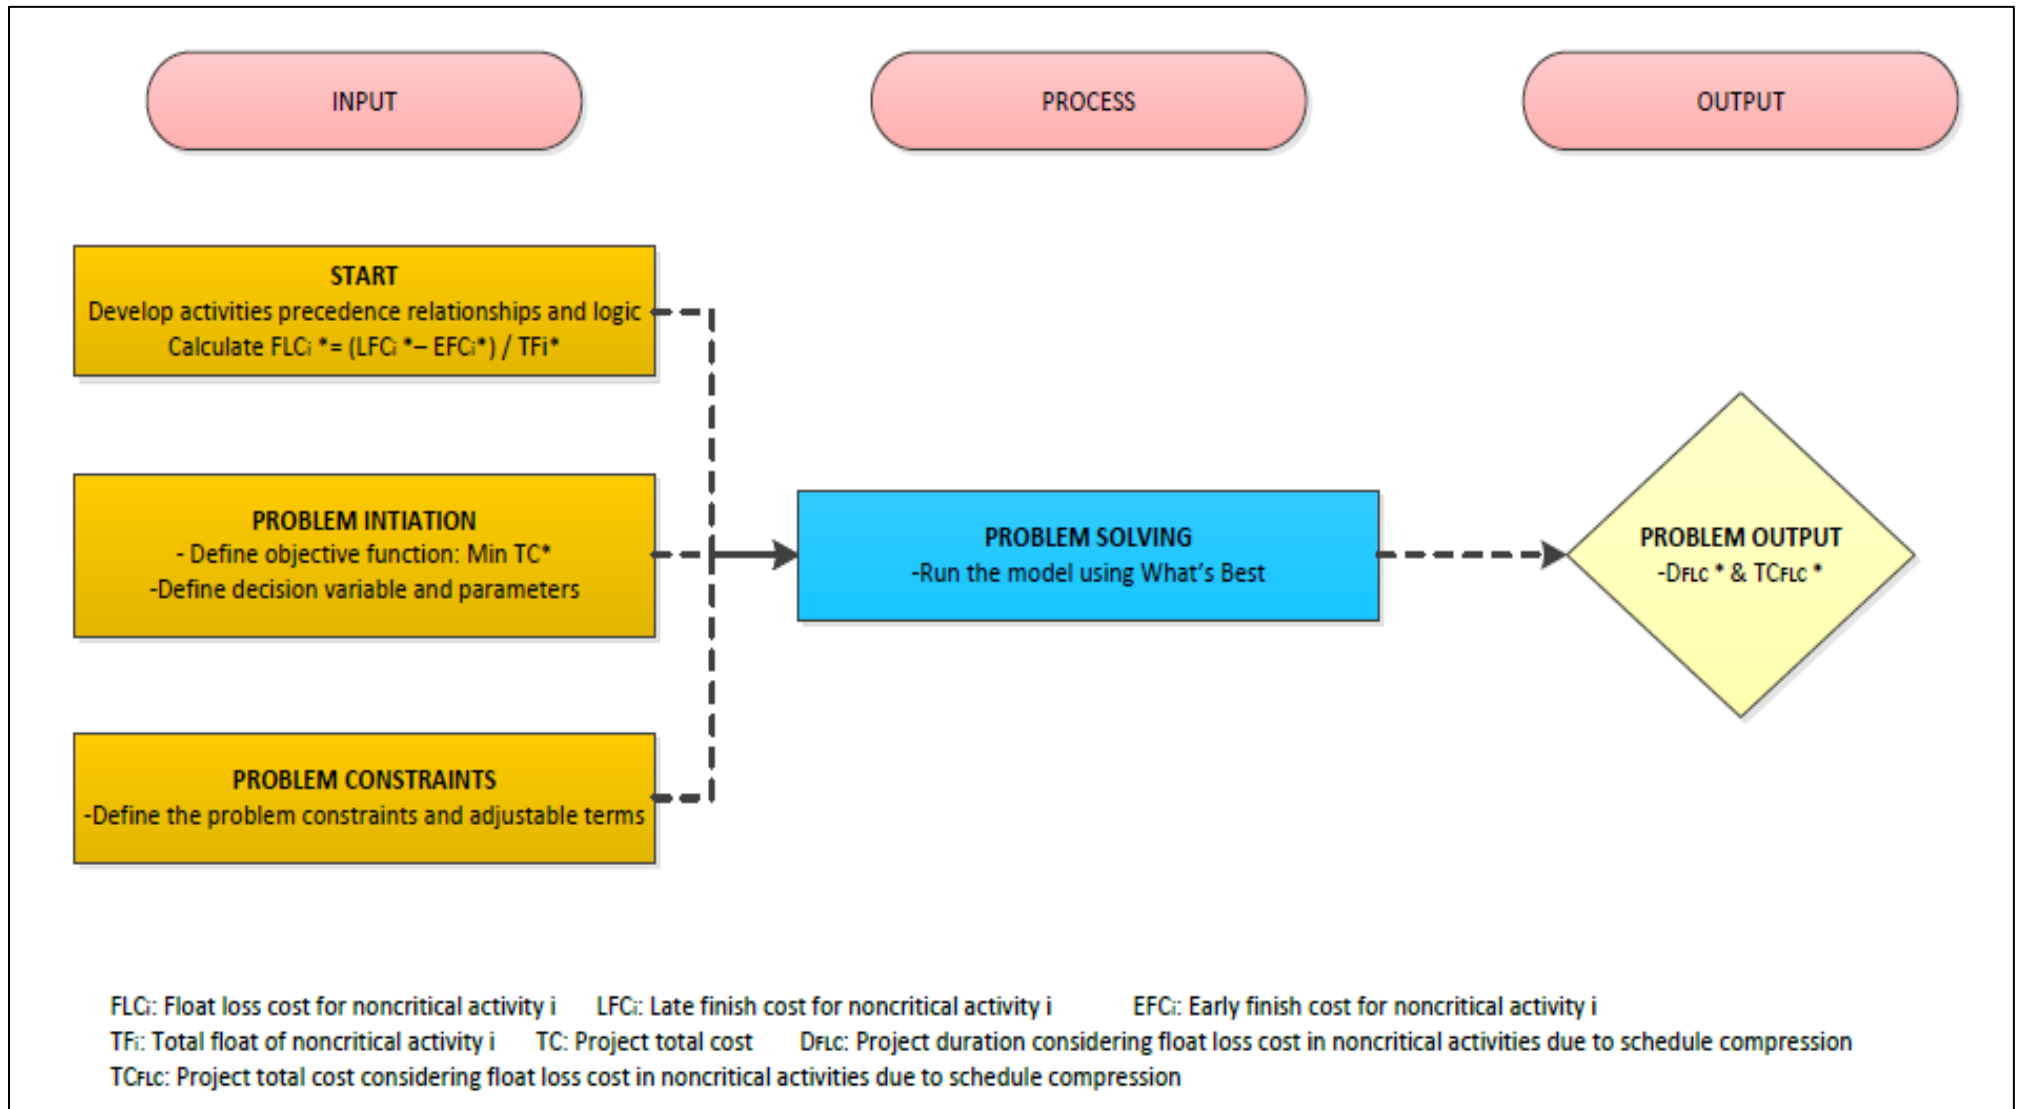 INPUT
PROCESS
OUTPUT
START
Develop activities precedence relationships and logic
Calculate FLCi *= (LFCi *– EFCi*) / TFi*
PROBLEM INTIATION
- Define objective function: Min TC*
-Define decision variable and parameters
PROBLEM CONSTRAINTS
-Define the problem constraints and adjustable terms
PROBLEM SOLVING
-Run the model using What's Best
PROBLEM OUTPUT
-DFLC * & TCFLC *
FLCi: Float loss cost for noncritical activity i LFCi: Late finish cost for noncritical activity i EFCi: Early finish cost for noncritical activity i
TFi: Total float of noncritical activity i TC: Project total cost DFLC: Project duration considering float loss cost in noncritical activities due to schedule compression
TCFLC: Project total cost considering float loss cost in noncritical activities due to schedule compression